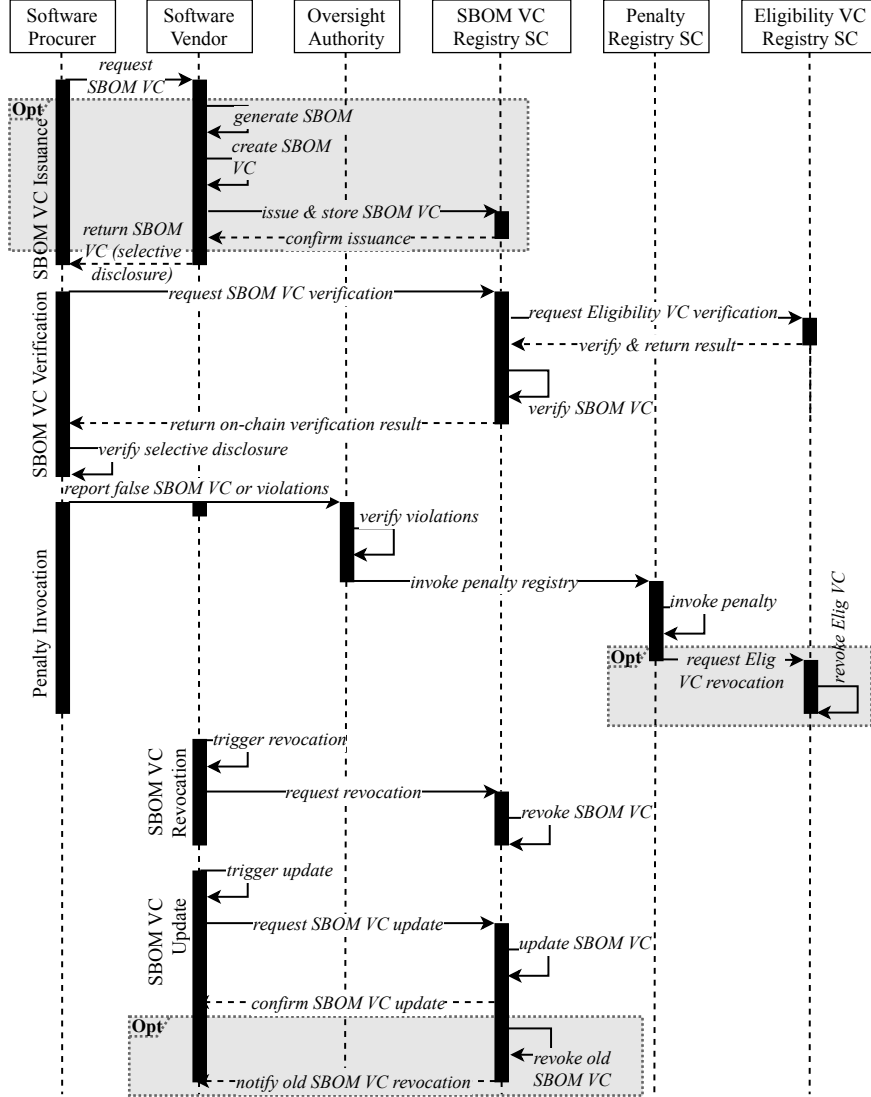 Software
Procurer
Software
Vendor
Oversight
Authority
SBOM VC
Registry SC
Penalty
Registry SC
Eligibility VC
Registry SC
request
SBOM VC
Opt
SBOM VC Issuance
generate SBOM
create SBOM
VC
issue & store SBOM VC
confirm issuance
return SBOM
VC (selective
disclosure)
SBOM VC Verification
request SBOM VC verification
request Eligibility VC verification
verify & return result
verify SBOM VC
return on-chain verification result
verify selective disclosure
Penalty Invocation
report false SBOM VC or violations
verify violations
invoke penalty registry
invoke penalty
Opt
request Elig
VC revocation
revoke Elig VC
SBOM VC
Revocation
trigger revocation
request revocation
revoke SBOM VC
SBOM VC
Update
trigger update
request SBOM VC update
update SBOM VC
confirm SBOM VC update
Opt
revoke old
SBOM VC
notify old SBOM VC revocation